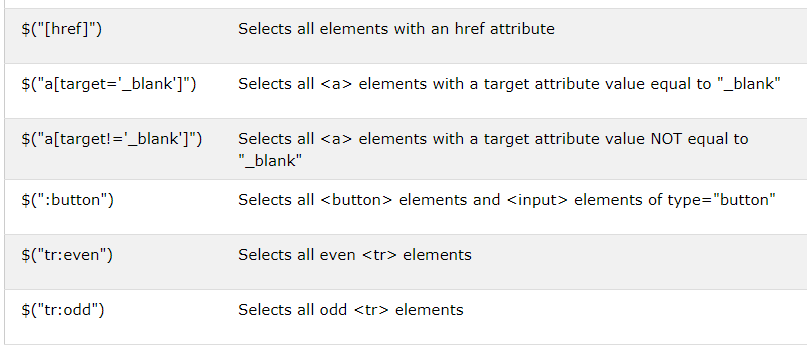 $("[href]") Selects all elements with an href attribute
$("a[target='_blank']") Selects all <a> elements with a target attribute value equal to "_blank"
$("a[target!='_blank']") Selects all <a> elements with a target attribute value NOT equal to
"_blank"
$(":button") Selects all <button> elements and <input> elements of type="button"
$("tr:even") Selects all even <tr> elements
$("tr:odd") Selects all odd <tr> elements